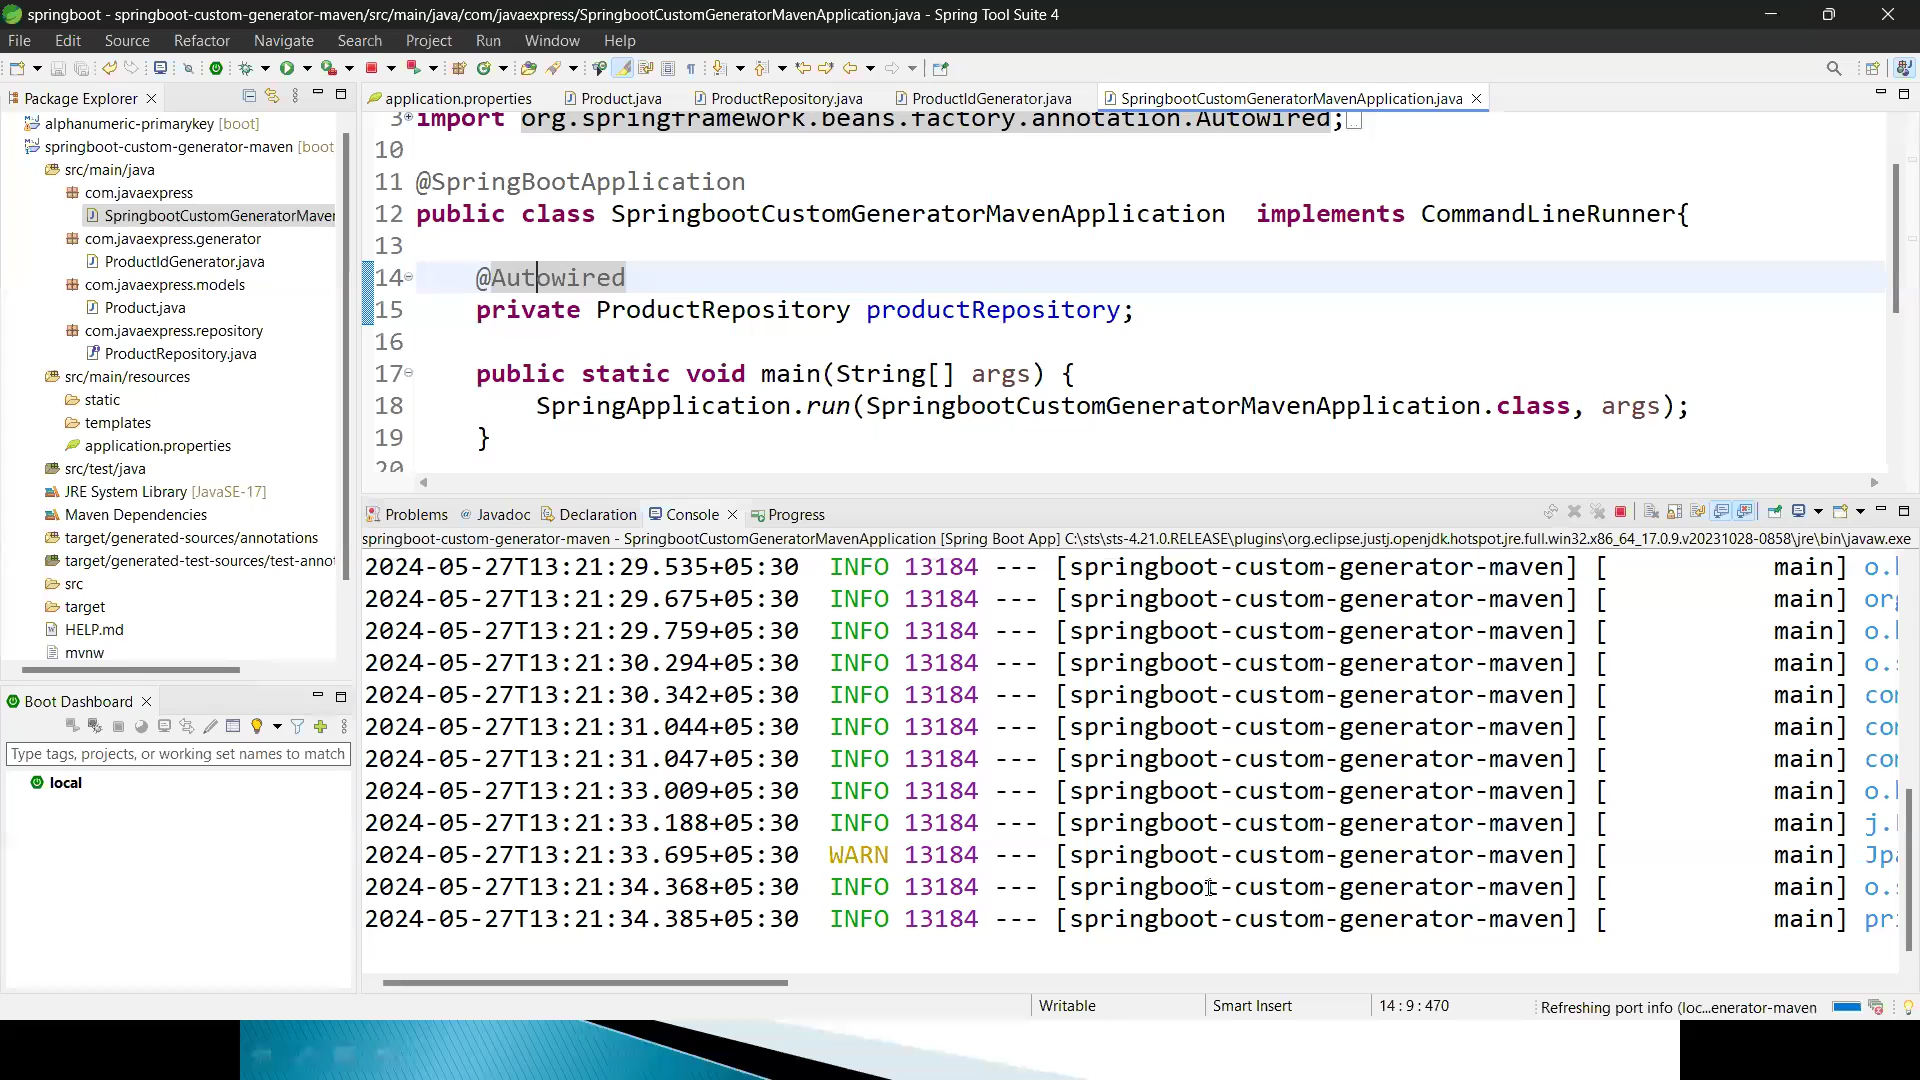 springboot - springboot-custom-generator-maven/src/main/java/com/javaexpress/SpringbootCustomGeneratorMavenApplication.java - Spring Tool Suite 4
File Edit Source Refactor Navigate Search Project Run Window Help
Package Explorer
application.properties Product.java ProductRepository.java ProductIdGenerator.java SpringbootCustomGeneratorMavenApplication.java
alphanumeric-primarykey [boot]
springboot-custom-generator-maven [boot
src/main/java
com.javaexpress
SpringbootCustomGeneratorMaven
com.javaexpress.generator
ProductIdGenerator.java
com.javaexpress.models
Product.java
com.javaexpress.repository
ProductRepository.java
src/main/resources
static
templates
application.properties
src/test/java
JRE System Library [JavaSE-17]
Maven Dependencies
target/generated-sources/annotations
target/generated-test-sources/test-annot
src
target
HELP.md
mvnw
3 import org.springframework.beans.factory.annotation.Autowired;
10
11 @SpringBootApplication
12 public class SpringbootCustomGeneratorMavenApplication implements CommandLineRunner{
13
14 @Autowired
15 private ProductRepository productRepository;
16
17 public static void main(String[] args) {
18 SpringApplication.run(SpringbootCustomGeneratorMavenApplication.class, args);
19 }
20
Problems Javadoc Declaration Console Progress
springboot-custom-generator-maven - SpringbootCustomGeneratorMavenApplication [Spring Boot App] C:\sts\sts-4.21.0.RELEASE\plugins\org.eclipse.justj.openjdk.hotspot.jre.full.win32.x86_64_17.0.9.v20231028-0858\jre\bin\javaw.exe
2024-05-27T13:21:29.535+05:30 INFO 13184 --- [springboot-custom-generator-maven] [ main] o.
2024-05-27T13:21:29.675+05:30 INFO 13184 --- [springboot-custom-generator-maven] [ main] org
2024-05-27T13:21:29.759+05:30 INFO 13184 --- [springboot-custom-generator-maven] [ main] o.
2024-05-27T13:21:30.294+05:30 INFO 13184 --- [springboot-custom-generator-maven] [ main] o.
2024-05-27T13:21:30.342+05:30 INFO 13184 --- [springboot-custom-generator-maven] [ main] com
2024-05-27T13:21:31.044+05:30 INFO 13184 --- [springboot-custom-generator-maven] [ main] com
2024-05-27T13:21:31.047+05:30 INFO 13184 --- [springboot-custom-generator-maven] [ main] com
2024-05-27T13:21:33.009+05:30 INFO 13184 --- [springboot-custom-generator-maven] [ main] o.
2024-05-27T13:21:33.188+05:30 INFO 13184 --- [springboot-custom-generator-maven] [ main] j.
2024-05-27T13:21:33.695+05:30 WARN 13184 --- [springboot-custom-generator-maven] [ main] Jpa
2024-05-27T13:21:34.368+05:30 INFO 13184 --- [springboot-custom-generator-maven] [ main] o.
2024-05-27T13:21:34.385+05:30 INFO 13184 --- [springboot-custom-generator-maven] [ main] pri
Boot Dashboard
Type tags, projects, or working set names to match
local
Writable Smart Insert 14 : 9 : 470 Refreshing port info (loc...enerator-maven